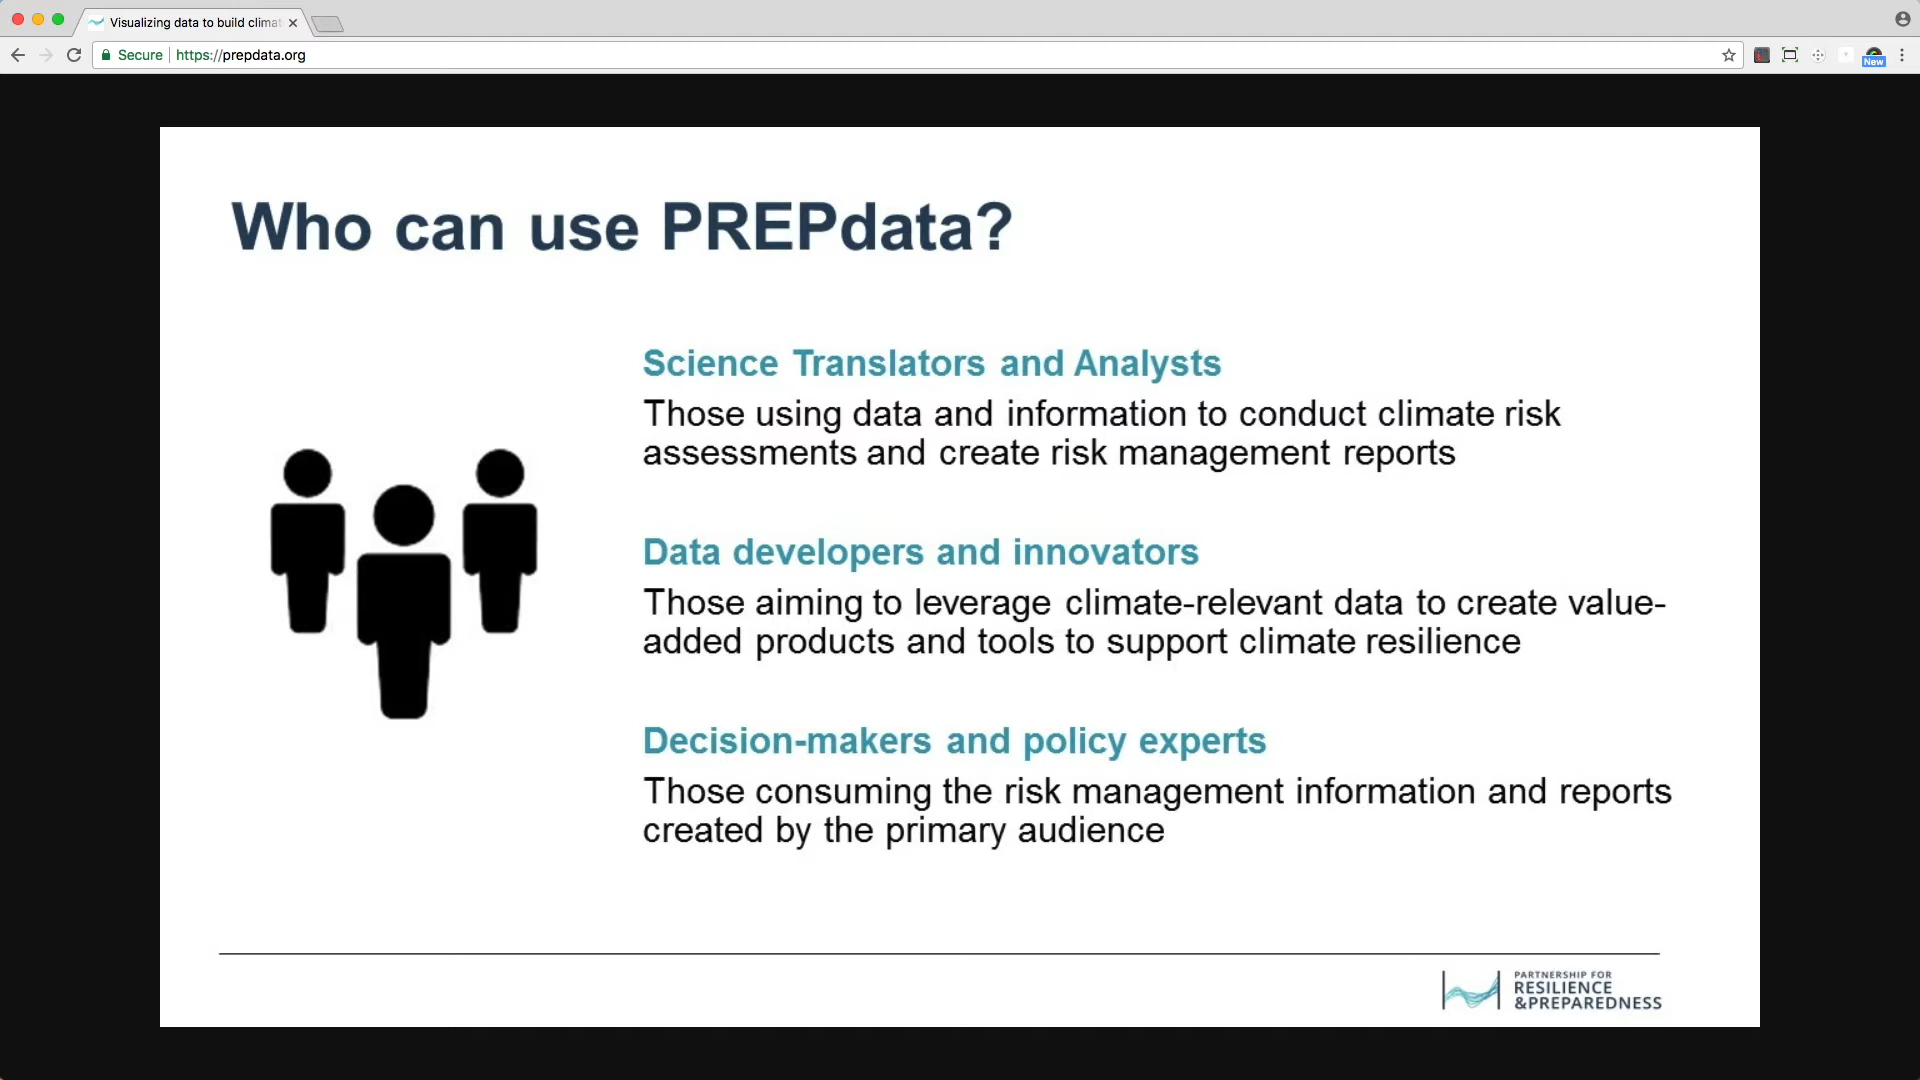 Visualizing data to build clima
Secure
https://prepdata.org
New
Who can use PREPdata?
Science Translators and Analysts
Those using data and information to conduct climate risk
assessments and create risk management reports
Data developers and innovators
Those aiming to leverage climate-relevant data to create value-
added products and tools to support climate resilience
Decision-makers and policy experts
Those consuming the risk management information and reports
created by the primary audience
PARTNERSHIP FOR
RESILIENCE
&PREPAREDNESS